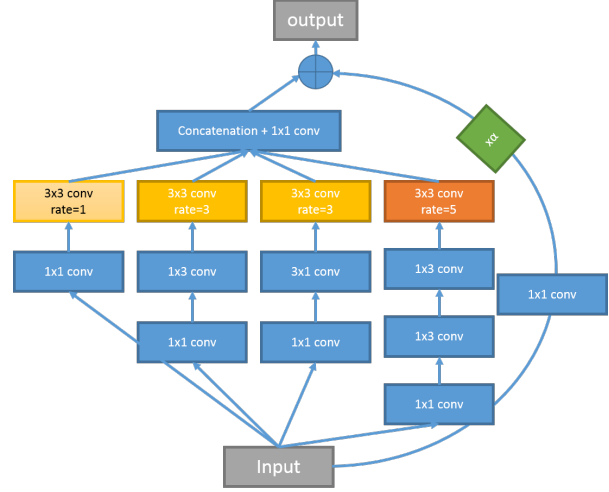 output
Concatenation + 1x1 conv
xα
3x3 conv
rate=1
3x3 conv
rate=3
3x3 conv
rate=3
3x3 conv
rate=5
1x1 conv
1x3 conv
3x1 conv
1x3 conv
1x1 conv
1x1 conv
1x1 conv
1x3 conv
1x1 conv
Input